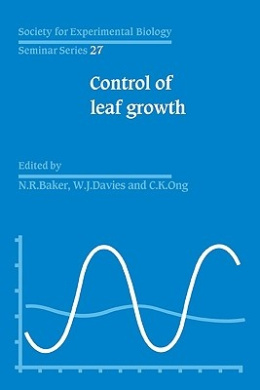 Society for Experimental Biology
Seminar Series 27
Control of
leaf growth
Edited by
N.R.Baker, W.J.Davies and C.K.Ong